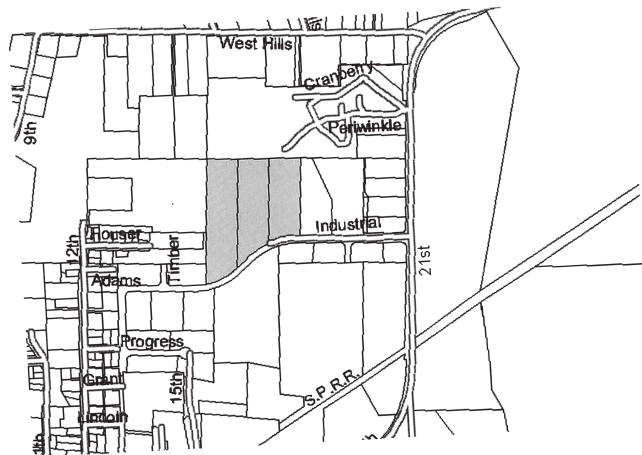 West Hills
Cranberry
9th
Periwinkle
Industrial
Houser
12th
Timber
21st
Adams
Progress
Grant
15th
S.P.R.R.
Lincoln